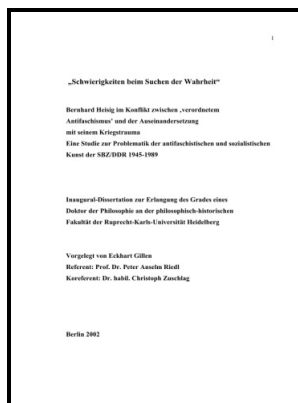 1
„Schwierigkeiten beim Suchen der Wahrheit“
Bernhard Heisig im Konflikt zwischen ‚verordnetem
Antifaschismus‘ und der Auseinandersetzung
mit seinem Kriegstrauma
Eine Studie zur Problematik der antifaschistischen und sozialistischen
Kunst der SBZ/DDR 1945-1989
Inaugural-Dissertation zur Erlangung des Grades eines
Doktor der Philosophie an der philosophisch-historischen
Fakultät der Ruprecht-Karls-Universität Heidelberg
Vorgelegt von Eckhart Gillen
Referent: Prof. Dr. Peter Anselm Riedl
Koreferent: Dr. habil. Christoph Zuschlag
Berlin 2002